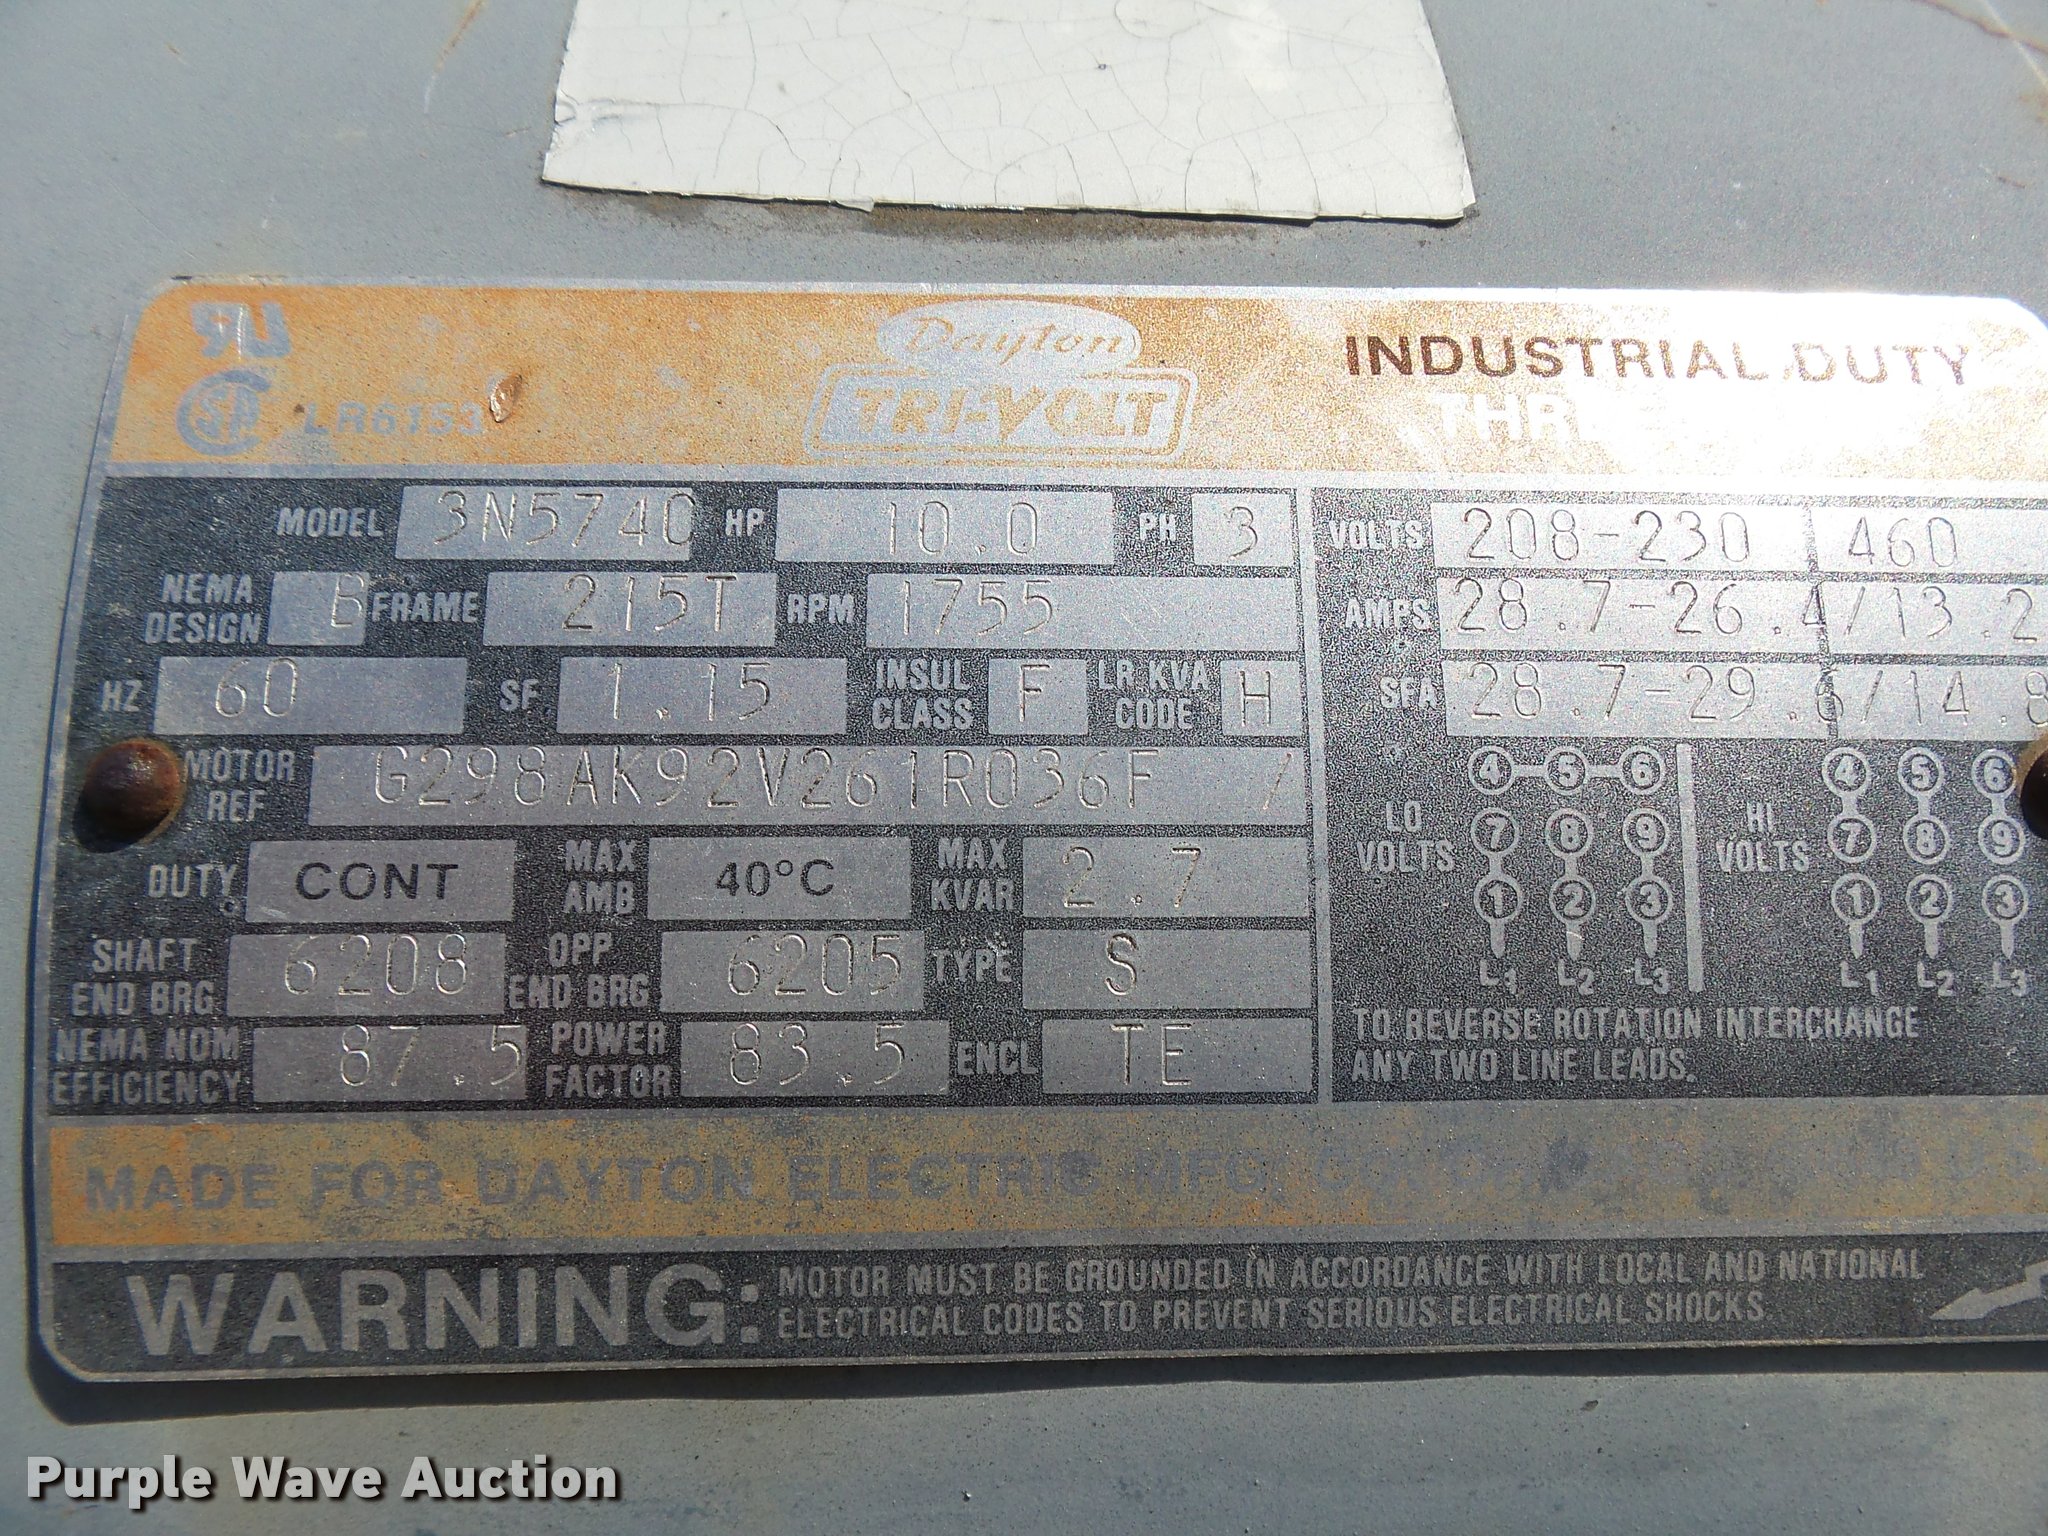 Dayton
TRI-VOLT
INDUSTRIAL DUTY
LR6153
MODEL 3N574C HP 10.0 PH 3
NEMA DESIGN B FRAME 215T RPM 1755
HZ 60 SF 1.15 INSUL CLASS F LR KVA CODE H
MOTOR REF G298AK92V261R036F /
DUTY CONT MAX AMB 40°C MAX KVAR 2.7
SHAFT END BRG 6208 OPP END BRG 6205 TYPE S
NEMA NOM EFFICIENCY 87.5 POWER FACTOR 83.5 ENCL TE
VOLTS 208-230/460
AMPS 28.7-26.4/13.2
SFA 28.7-29.6/14.8
LO VOLTS 4 5 6 HI VOLTS 4 5 6
7 8 9 7 8 9
1 2 3 1 2 3
L1 L2 L3 L1 L2 L3
TO REVERSE ROTATION INTERCHANGE
ANY TWO LINE LEADS.
MADE FOR DAYTON ELECTRIC MFG. CO.
WARNING: MOTOR MUST BE GROUNDED IN ACCORDANCE WITH LOCAL AND NATIONAL
ELECTRICAL CODES TO PREVENT SERIOUS ELECTRICAL SHOCKS.
Purple Wave Auction